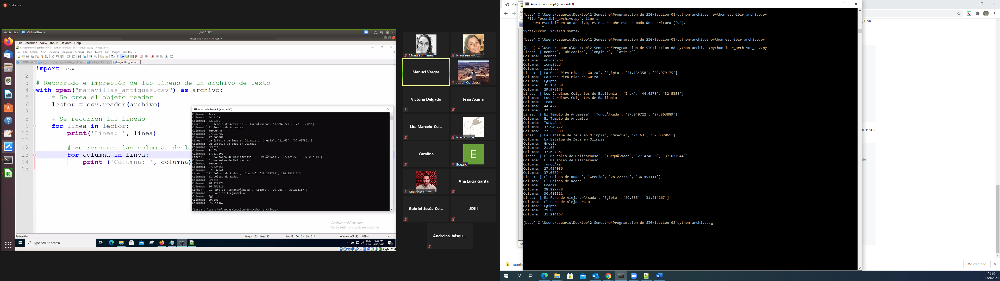 Grabando
Activities VirtualBox jue 18:20
*Untitled Document 2
File Machine View Input Devices Help
C:\Users\mfvargas\leccion-08-python-archivos\leer_archivo_csv.py - Notepad++
File Edit Search View Encoding Language Settings Tools Macro Run Plugins Window ?
README.md leer_archivo_imprimir_maravillas_grecia.py escribir_archivo.py leer_archivo_csv.py
1 import csv
2
3 # Recorrido e impresión de las líneas de un archivo de texto
4 with open("maravillas_antiguas.csv") as archivo:
5 # Se crea el objeto reader
6 lector = csv.reader(archivo)
7
8 # Se recorren las líneas
9 for linea in lector:
10 print('Línea: ', linea)
11
12 # Se recorren las columnas de la
13 for columna in linea:
14 print ('Columna: ', columna)
15
Anaconda Prompt (anaconda3)
Columna: Irak
Columna: 44.4275
Columna: 32.5355
Línea: ['El Templo de Artemisa', 'TurquÃ\xada', '37.949722', '27.363889']
Columna: El Templo de Artemisa
Columna: TurquÃ-a
Columna: 37.949722
Columna: 27.363889
Línea: ['La Estatua de Zeus en Olimpia', 'Grecia', '21.63', '37.637861']
Columna: La Estatua de Zeus en Olimpia
Columna: Grecia
Columna: 21.63
Columna: 37.637861
Línea: ['El Mausoleo de Halicarnaso', 'TurquÃ\xada', '27.424056', '37.037944']
Columna: El Mausoleo de Halicarnaso
Columna: TurquÃ-a
Columna: 27.424056
Columna: 37.037944
Línea: ['El Coloso de Rodas', 'Grecia', '28.227778', '36.451111']
Columna: El Coloso de Rodas
Columna: Grecia
Columna: 28.227778
Columna: 36.451111
Línea: ['El Faro de AlejandrÃ\xada', 'Egipto', '29.885', '31.214167']
Columna: El Faro de AlejandrÃ-a
Columna: Egipto
Columna: 29.885
Columna: 31.214167
(base) C:\Users\mfvargas\leccion-08-python-archivos>
Activate Windows
Go to Settings to activate Windows.
Python file length : 423 lines : 15 Ln : 13 Col : 25 Sel : 0 | 0 Windows (CR LF) UTF-8 INS
Type here to search
ENG 6:20 PM
LAA 9/17/2020
Right Ctrl
Montse Jiménez
Maureen Argu...
Manuel Vargas
Johan Cordoba
Victoria Delgado
Fran Acuña
Lic. Marcelo Cu...
Marco Arce
Carolina
E
Eduard
Mauricio Guev...
Ana Lucía Garita
Gabriel Jesús Co...
JDIII
Andreina Vásqu...
Man
Anaconda Prompt (anaconda3)
(base) C:\Users\usuario\Desktop\2 Semestre\Programacion de SIG\leccion-08-python-archivos> python escribir_archivo.py
File "escribir_archivo.py", line 1
Para escribir en un archivo, este debe abrirse en modo de escritura ("w").
^
SyntaxError: invalid syntax
(base) C:\Users\usuario\Desktop\2 Semestre\Programacion de SIG\leccion-08-python-archivos>python escribir_archivo.py
(base) C:\Users\usuario\Desktop\2 Semestre\Programacion de SIG\leccion-08-python-archivos>python leer_archivos_csv.py
Línea: ['nombre', 'ubicacion', 'longitud', 'latitud']
Columna: nombre
Columna: ubicacion
Columna: longitud
Columna: latitud
Línea: ['La Gran PirÃ¡mide de Guiza', 'Egipto', '31.134358', '29.979175']
Columna: La Gran PirÃ¡mide de Guiza
Columna: Egipto
Columna: 31.134358
Columna: 29.979175
Línea: ['Los Jardines Colgantes de Babilonia', 'Irak', '44.4275', '32.5355']
Columna: Los Jardines Colgantes de Babilonia
Columna: Irak
Columna: 44.4275
Columna: 32.5355
Línea: ['El Templo de Artemisa', 'TurquÃ\xada', '37.949722', '27.363889']
Columna: El Templo de Artemisa
Columna: TurquÃ-a
Columna: 37.949722
Columna: 27.363889
Línea: ['La Estatua de Zeus en Olimpia', 'Grecia', '21.63', '37.637861']
Columna: La Estatua de Zeus en Olimpia
Columna: Grecia
Columna: 21.63
Columna: 37.637861
Línea: ['El Mausoleo de Halicarnaso', 'TurquÃ\xada', '27.424056', '37.037944']
Columna: El Mausoleo de Halicarnaso
Columna: TurquÃ-a
Columna: 27.424056
Columna: 37.037944
Línea: ['El Coloso de Rodas', 'Grecia', '28.227778', '36.451111']
Columna: El Coloso de Rodas
Columna: Grecia
Columna: 28.227778
Columna: 36.451111
Línea: ['El Faro de AlejandrÃ\xada', 'Egipto', '29.885', '31.214167']
Columna: El Faro de AlejandrÃ-a
Columna: Egipto
Columna: 29.885
Columna: 31.214167
(base) C:\Users\usuario\Desktop\2 Semestre\Programacion de SIG\leccion-08-python-archivos>
, una
orre sus
ón
Pyt
tutoria
Mostrar todo
18:20
17/9/2020